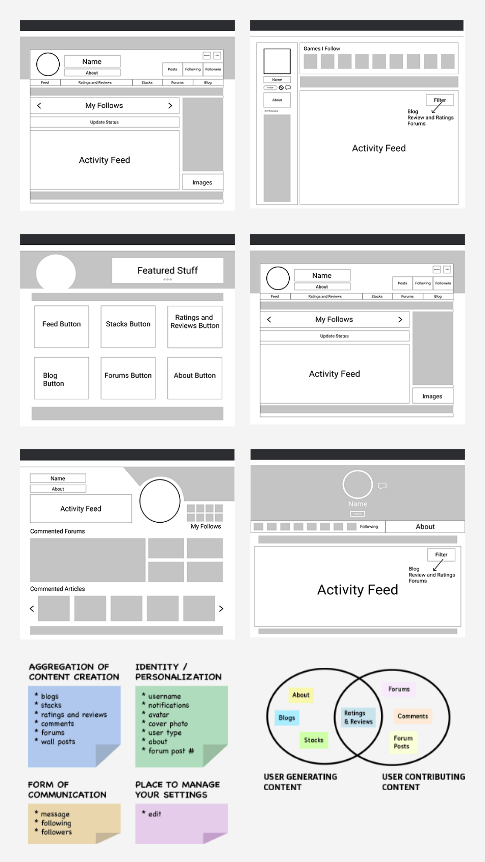 Name
About
Posts
Following
Followers
Feed
Ratings and Reviews
Stacks
Forums
Blog
My Follows
Update Status
Activity Feed
Images
Games I Follow
Name
About
Filter
Blog
Review and Ratings
Forums
Activity Feed
Featured Stuff
Feed Button
Stacks Button
Ratings and
Reviews Button
Blog
Button
Forums Button
About Button
Name
About
Posts
Following
Followers
Feed
Ratings and Reviews
Stacks
Forums
Blog
My Follows
Update Status
Activity Feed
Images
Name
About
Activity Feed
My Follows
Commented Forums
Commented Articles
Name
Following
About
Filter
Blog
Review and Ratings
Forums
Activity Feed
AGGREGATION OF
CONTENT CREATION
* blogs
* stacks
* ratings and reviews
* comments
* forums
* wall posts
IDENTITY /
PERSONALIZATION
* username
* notifications
* avatar
* cover photo
* user type
* about
* forum post #
FORM OF
COMMUNICATION
* message
* following
* followers
PLACE TO MANAGE
YOUR SETTINGS
* edit
About
Blogs
Stacks
Ratings
& Reviews
Forums
Comments
Forum
Posts
USER GENERATING
CONTENT
USER CONTRIBUTING
CONTENT